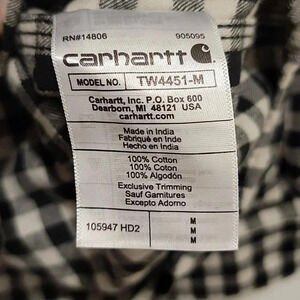 RN#14806 905095
carhartt
MODEL NO. TW4451-M
Carhartt, Inc. P.O. Box 600
Dearborn, MI 48121 USA
carhartt.com
Made in India
Fabriqué en Inde
Hecho en India
100% Cotton
100% Coton
100% Algodón
Exclusive Trimming
Sauf Garnitures
Excepto Adorno
105947 HD2 M
M
M